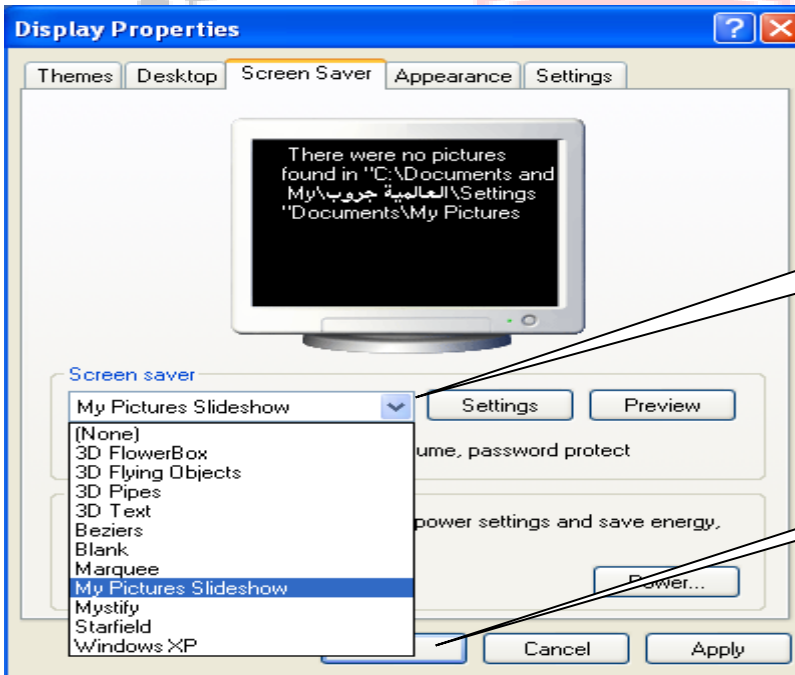 Display Properties
Themes Desktop Screen Saver Appearance Settings
There were no pictures
found in "C:\Documents and
My\العالمية جروب\Settings
"Documents\My Pictures
Screen saver
My Pictures Slideshow Settings Preview
(None)
3D FlowerBox
3D Flying Objects
ume, password protect
3D Pipes
3D Text
Beziers
power settings and save energy,
Blank
Marquee
My Pictures Slideshow
Power...
Mystify
Starfield
Windows XP
Cancel Apply